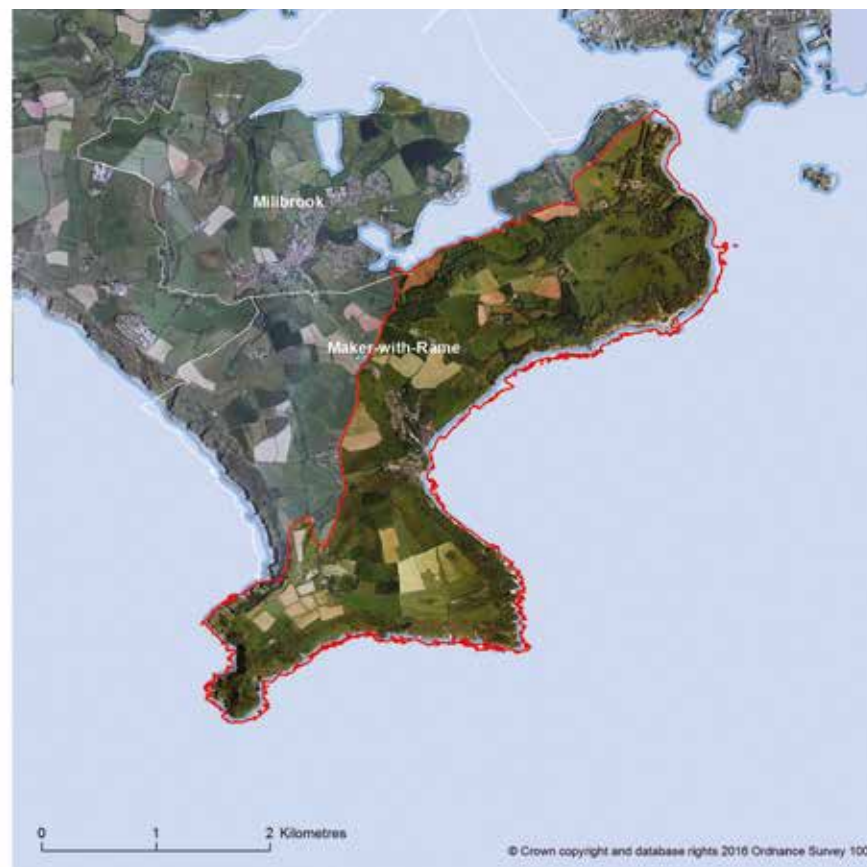 Millbrook
Maker-with-Rame
0 1 2 Kilometres
© Crown copyright and database rights 2016 Ordnance Survey